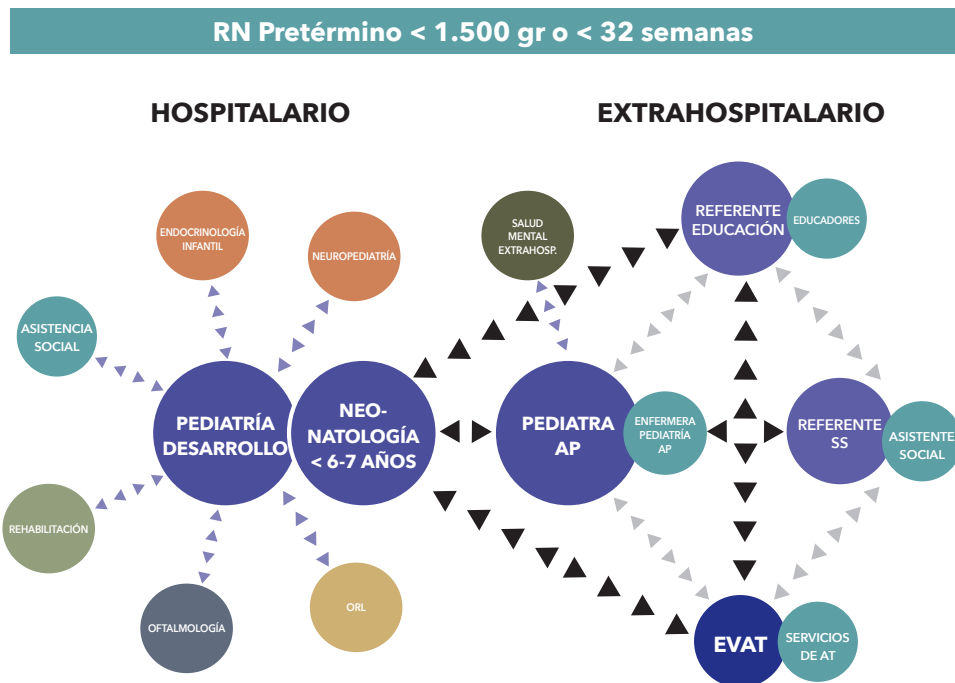 RN Pretérmino < 1.500 gr o < 32 semanas
HOSPITALARIO
EXTRAHOSPITALARIO
ENDOCRINOLOGÍA
INFANTIL
NEUROPEDIATRÍA
SALUD
MENTAL
EXTRAHOSP.
REFERENTE
EDUCACIÓN
EDUCADORES
ASISTENCIA
SOCIAL
PEDIATRÍA
DESARROLLO
NEO-
NATOLOGÍA
< 6-7 AÑOS
PEDIATRA
AP
ENFERMERA
PEDIATRÍA
AP
REFERENTE
SS
ASISTENTE
SOCIAL
REHABILITACIÓN
OFTALMOLOGÍA
ORL
EVAT
SERVICIOS
DE AT